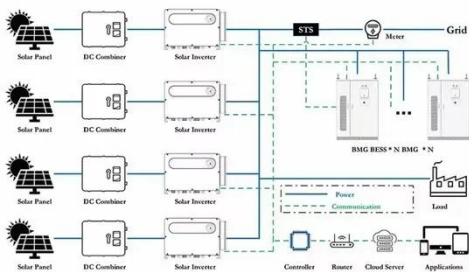 STS
Meter
Grid
Solar Panel
DC Combiner
Solar Inverter
Solar Panel
DC Combiner
Solar Inverter
BMG BESS * N BMG * N
Solar Panel
DC Combiner
Solar Inverter
Power
Communication
Load
Solar Panel
DC Combiner
Solar Inverter
Controller
Router
Cloud Server
Applications